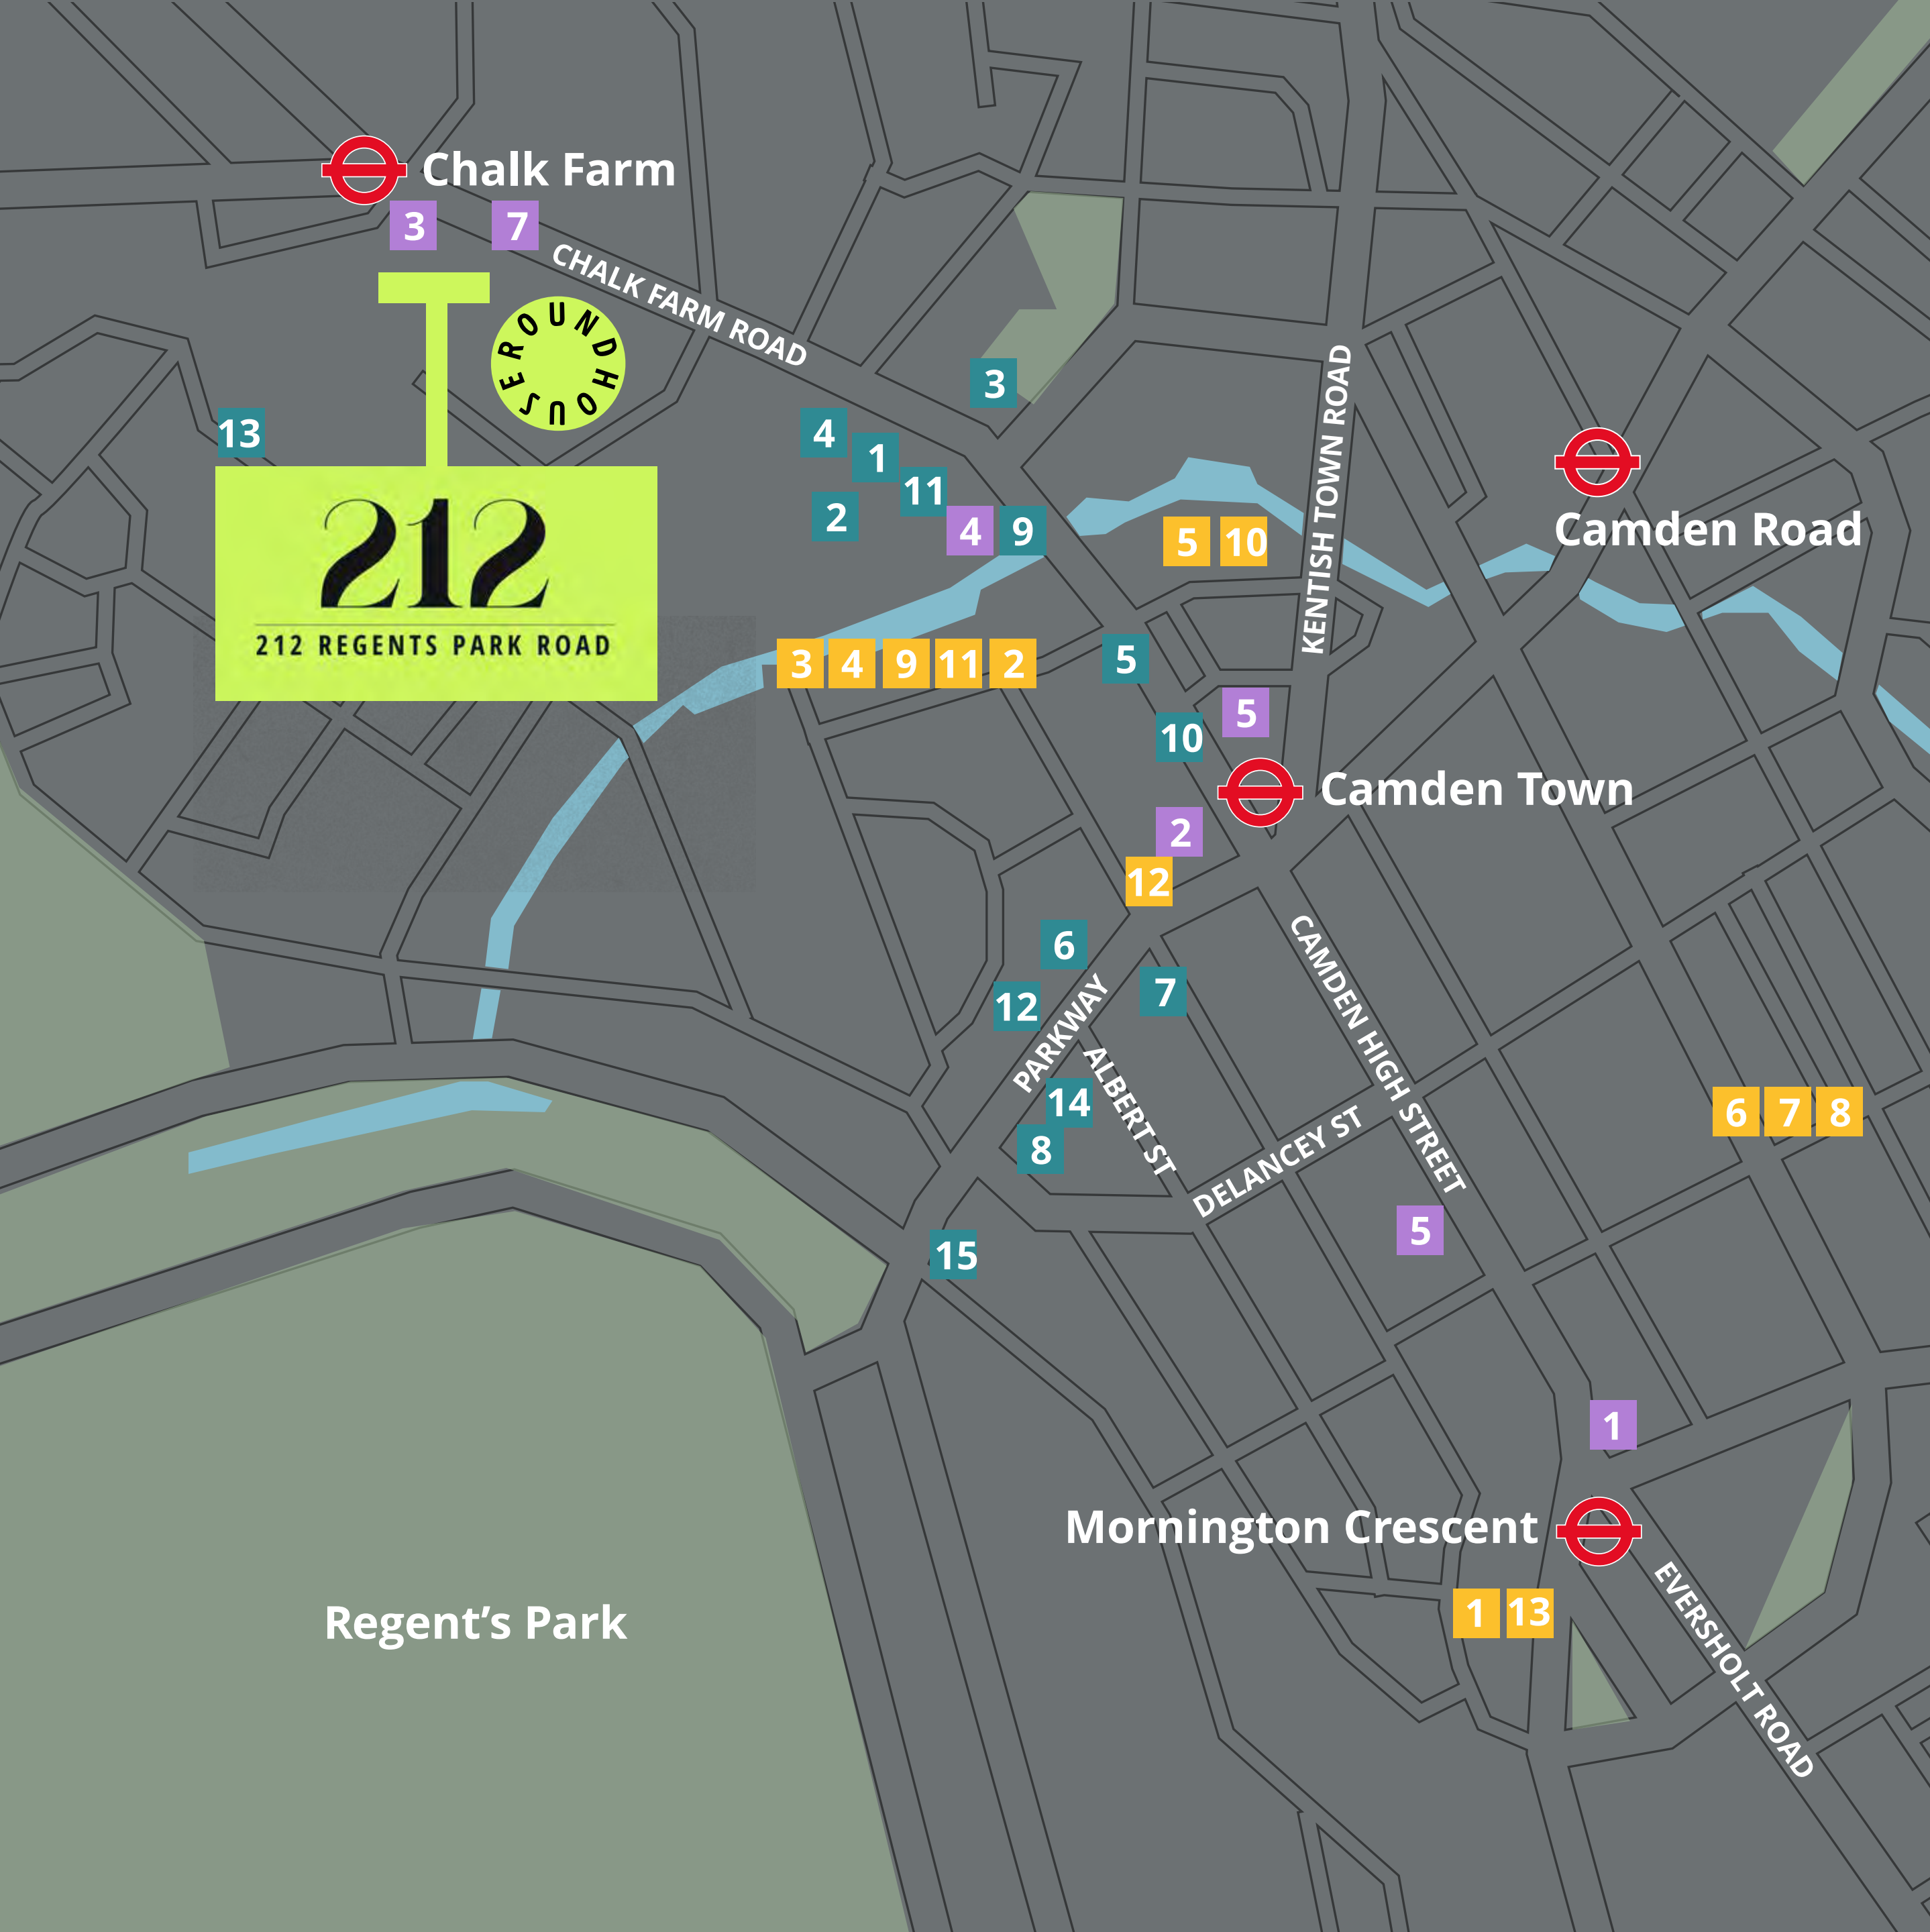 Chalk Farm
3
7
CHALK FARM ROAD
ROUNDHOUSE
KENTISH TOWN ROAD
3
13
4
1
11
2
4
9
5
10
Camden Road
212
212 REGENTS PARK ROAD
3
4
9
11
2
5
5
10
Camden Town
2
12
6
12
7
PARKWAY
CAMDEN HIGH STREET
14
8
ALBERT ST
DELANCEY ST
6
7
8
5
15
1
Mornington Crescent
1
13
EVERSHOLT ROAD
Regent’s Park